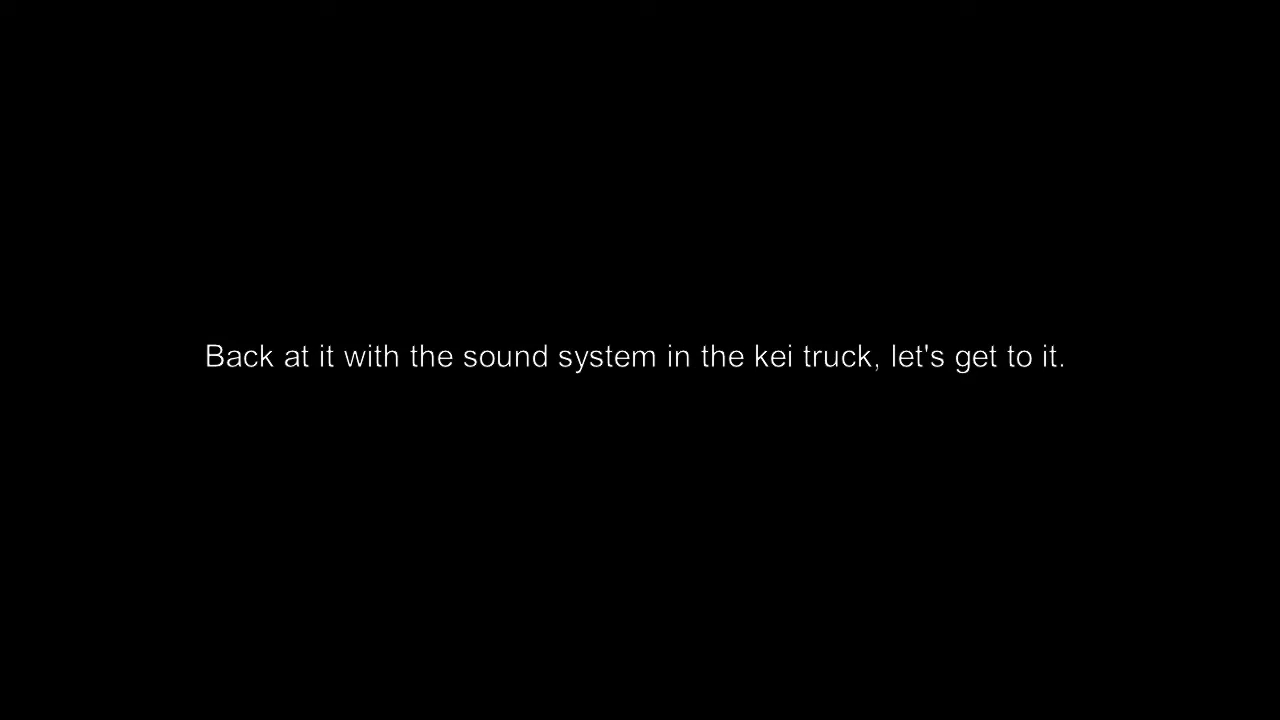 Back at it with the sound system in the kei truck, let's get to it.